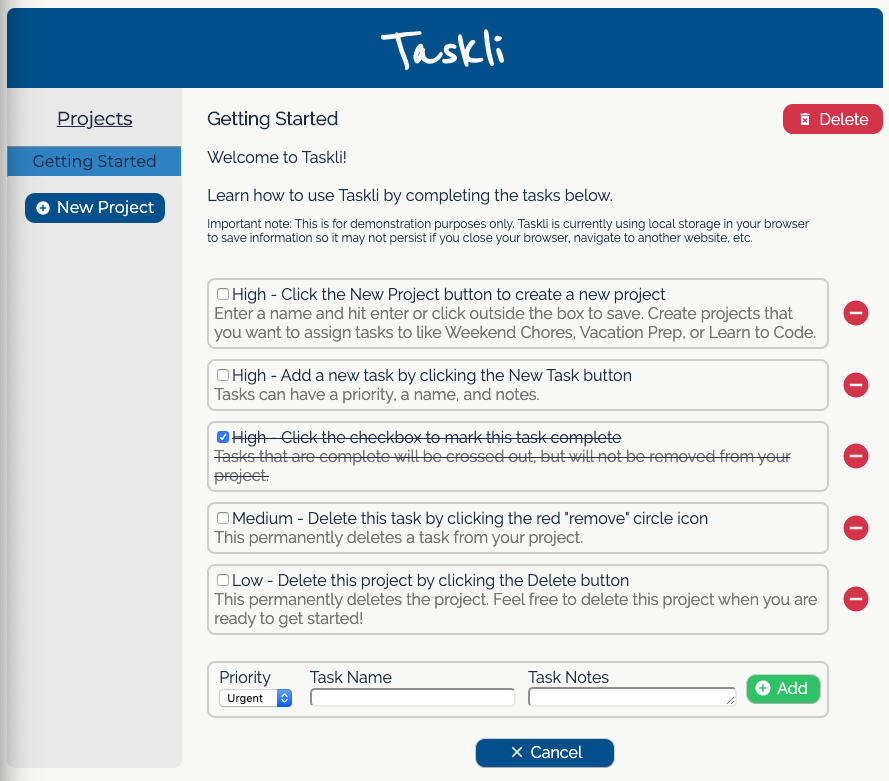 Taskli
Projects
Getting Started
New Project
Getting Started
Delete
Welcome to Taskli!
Learn how to use Taskli by completing the tasks below.
Important note: This is for demonstration purposes only. Taskli is currently using local storage in your browser
to save information so it may not persist if you close your browser, navigate to another website, etc.
High - Click the New Project button to create a new project
Enter a name and hit enter or click outside the box to save. Create projects that
you want to assign tasks to like Weekend Chores, Vacation Prep, or Learn to Code.
High - Add a new task by clicking the New Task button
Tasks can have a priority, a name, and notes.
High - Click the checkbox to mark this task complete
Tasks that are complete will be crossed out, but will not be removed from your
project.
Medium - Delete this task by clicking the red "remove" circle icon
This permanently deletes a task from your project.
Low - Delete this project by clicking the Delete button
This permanently deletes the project. Feel free to delete this project when you are
ready to get started!
Priority Task Name Task Notes
Urgent
Add
Cancel